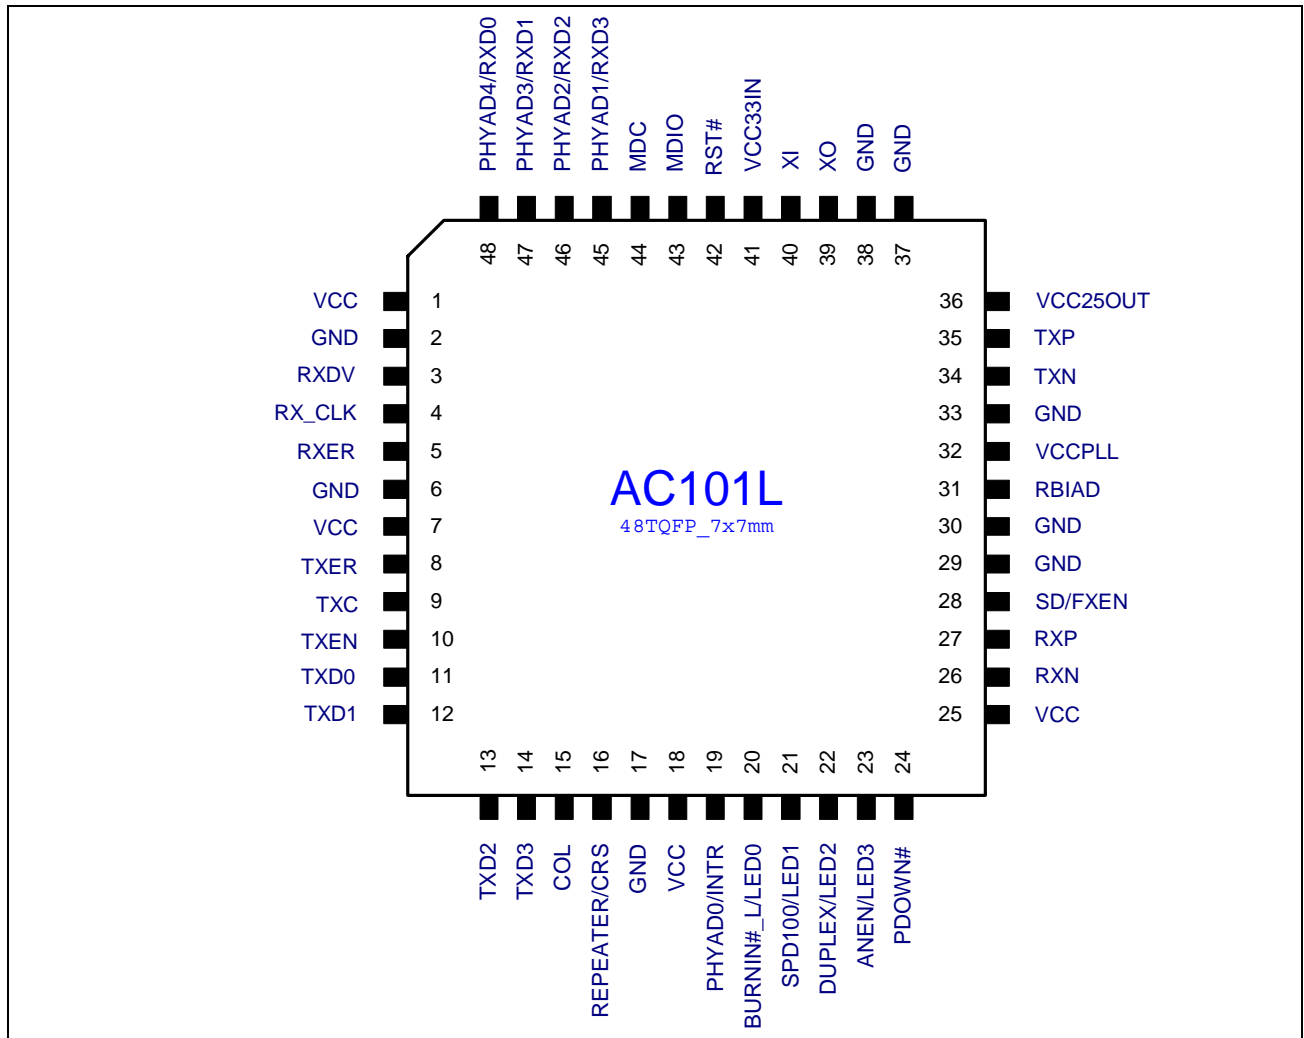 PHYAD4/RXD0
PHYAD3/RXD1
PHYAD2/RXD2
PHYAD1/RXD3
MDC
MDIO
RST#
VCC33IN
XI
XO
GND
GND
48
47
46
45
44
43
42
41
40
39
38
37
VCC 1
GND 2
RXDV 3
RX_CLK 4
RXER 5
GND 6
VCC 7
TXER 8
TXC 9
TXEN 10
TXD0 11
TXD1 12
AC101L
48TQFP_7x7mm
36 VCC25OUT
35 TXP
34 TXN
33 GND
32 VCCPLL
31 RBIAD
30 GND
29 GND
28 SD/FXEN
27 RXP
26 RXN
25 VCC
13
14
15
16
17
18
19
20
21
22
23
24
TXD2
TXD3
COL
REPEATER/CRS
GND
VCC
PHYAD0/INTR
BURNIN#_L/LED0
SPD100/LED1
DUPLEX/LED2
ANEN/LED3
PDOWN#